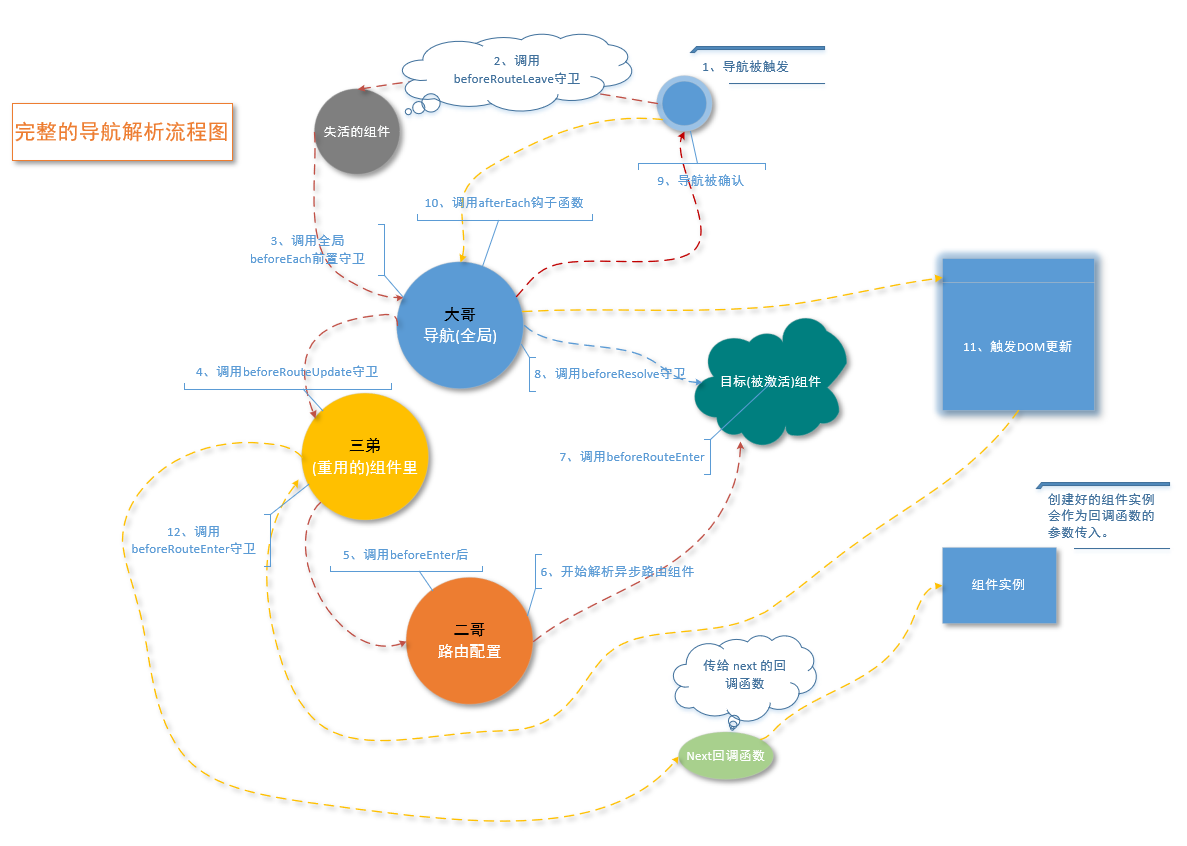 2、调用
beforeRouteLeave守卫
1、导航被触发
完整的导航解析流程图
失活的组件
9、导航被确认
10、调用afterEach钩子函数
3、调用全局
beforeEach前置守卫
大哥
导航(全局)
11、触发DOM更新
4、调用beforeRouteUpdate守卫
8、调用beforeResolve守卫
目标(被激活)组件
三弟
(重用的)组件里
7、调用beforeRouteEnter
创建好的组件实例
会作为回调函数的
参数传入。
12、调用
beforeRouteEnter守卫
5、调用beforeEnter后
6、开始解析异步路由组件
组件实例
二哥
路由配置
传给 next 的回
调函数
Next回调函数